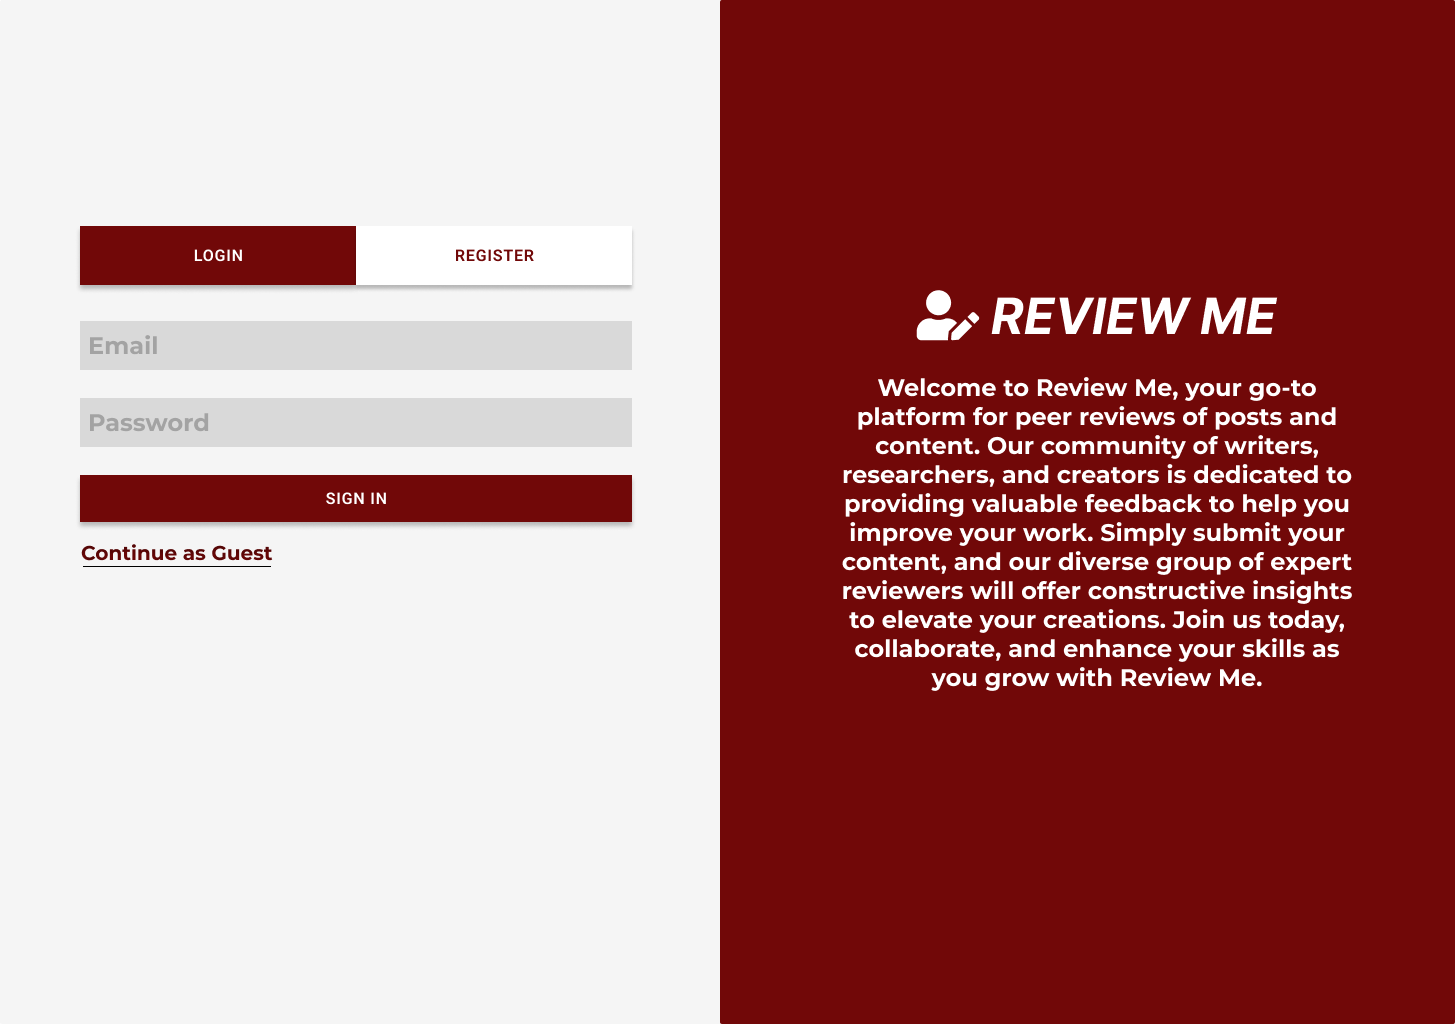 LOGIN
REGISTER
Email
Password
SIGN IN
Continue as Guest
REVIEW ME
Welcome to Review Me, your go-to
platform for peer reviews of posts and
content. Our community of writers,
researchers, and creators is dedicated to
providing valuable feedback to help you
improve your work. Simply submit your
content, and our diverse group of expert
reviewers will offer constructive insights
to elevate your creations. Join us today,
collaborate, and enhance your skills as
you grow with Review Me.